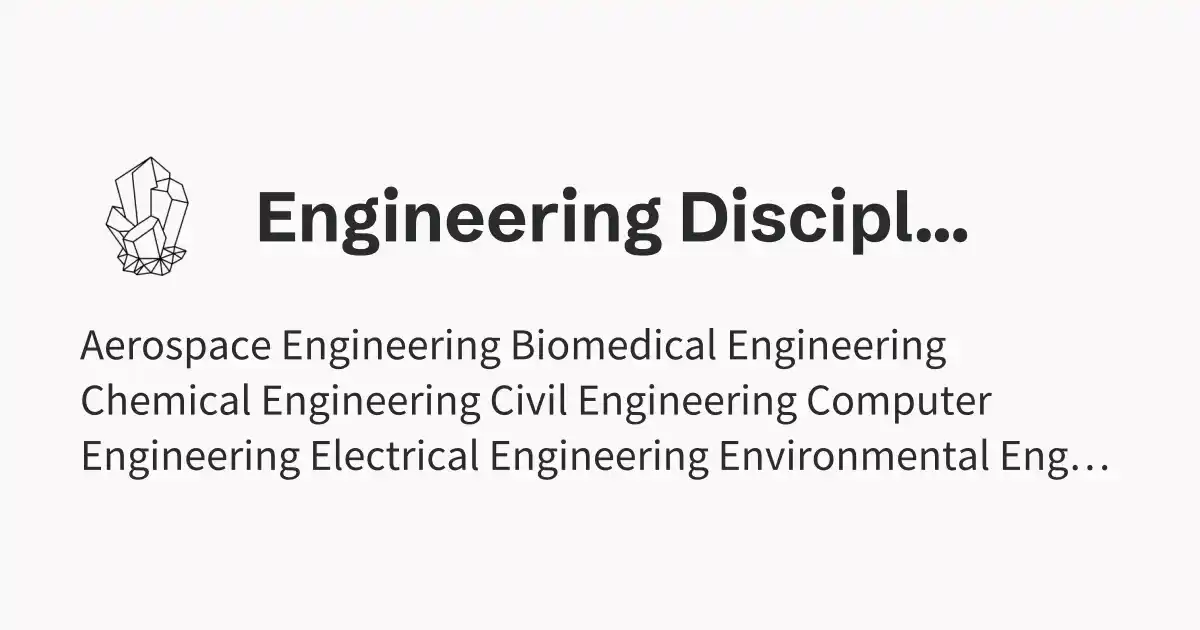 Engineering Discipl...
Aerospace Engineering Biomedical Engineering
Chemical Engineering Civil Engineering Computer
Engineering Electrical Engineering Environmental Eng...